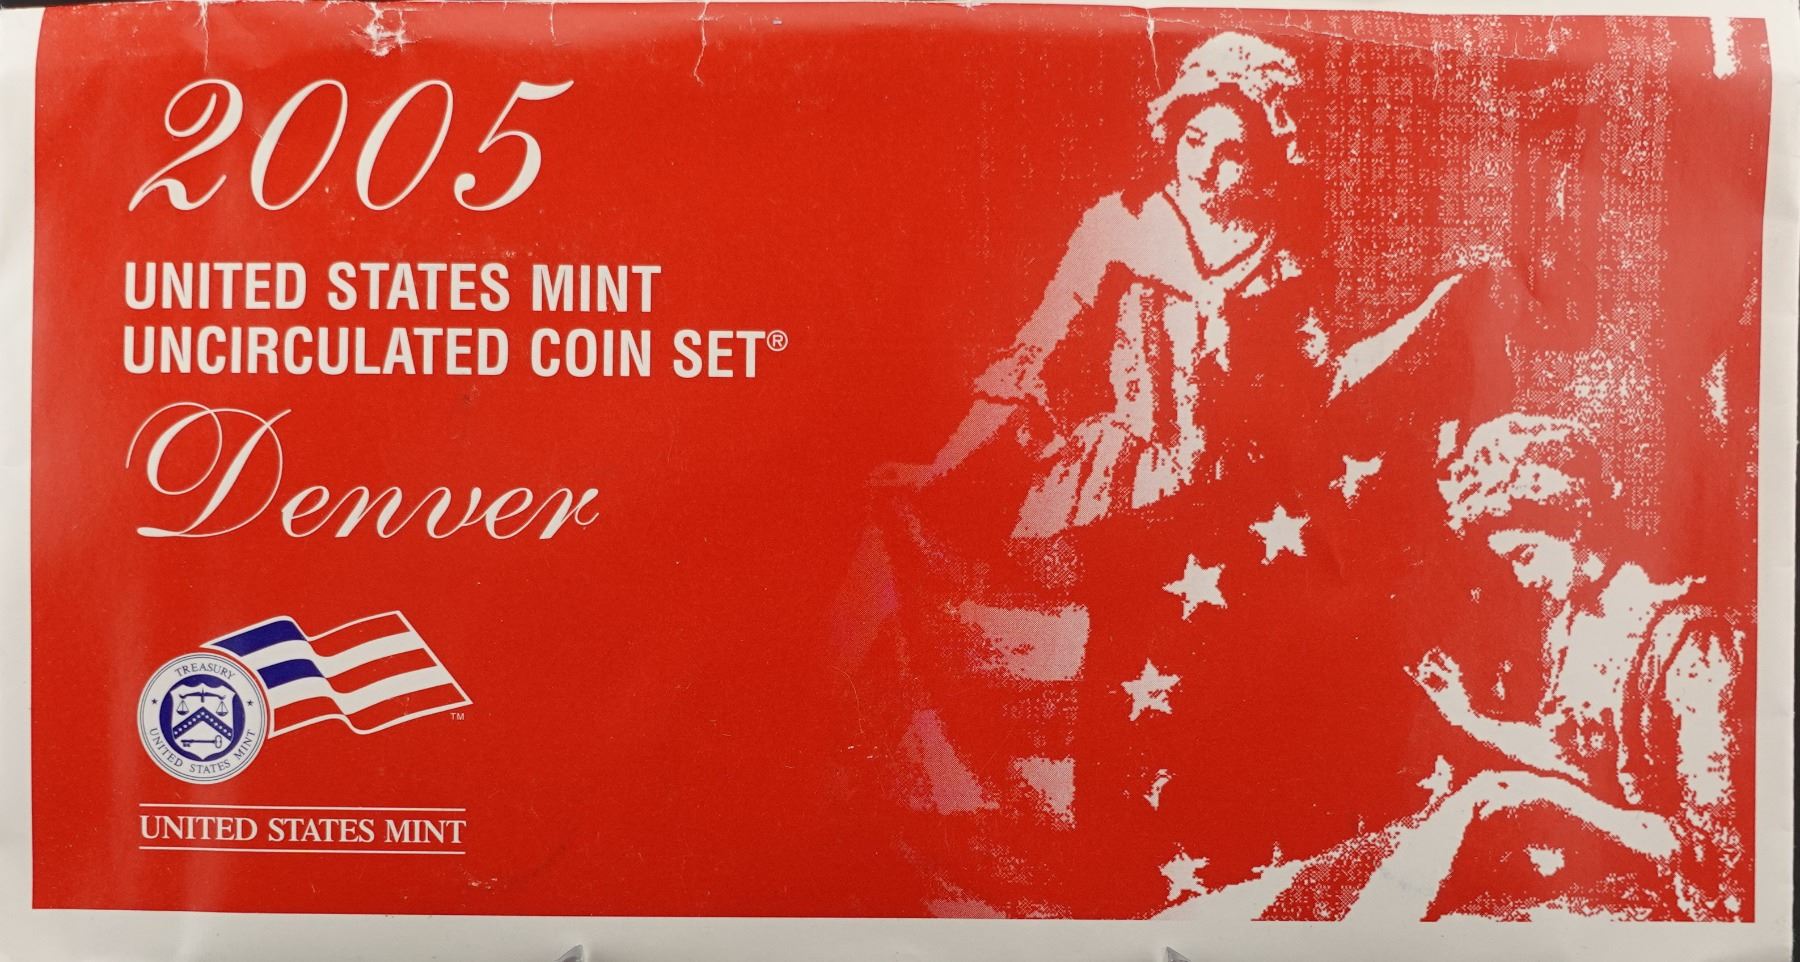 2005
UNITED STATES MINT
UNCIRCULATED COIN SET®
Denver
TREASURY
UNITED STATES MINT
TM
UNITED STATES MINT